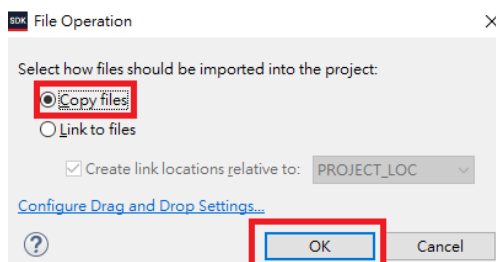 SDK File Operation
Select how files should be imported into the project:
Copy files
Link to files
Create link locations relative to: PROJECT_LOC
Configure Drag and Drop Settings...
? OK Cancel